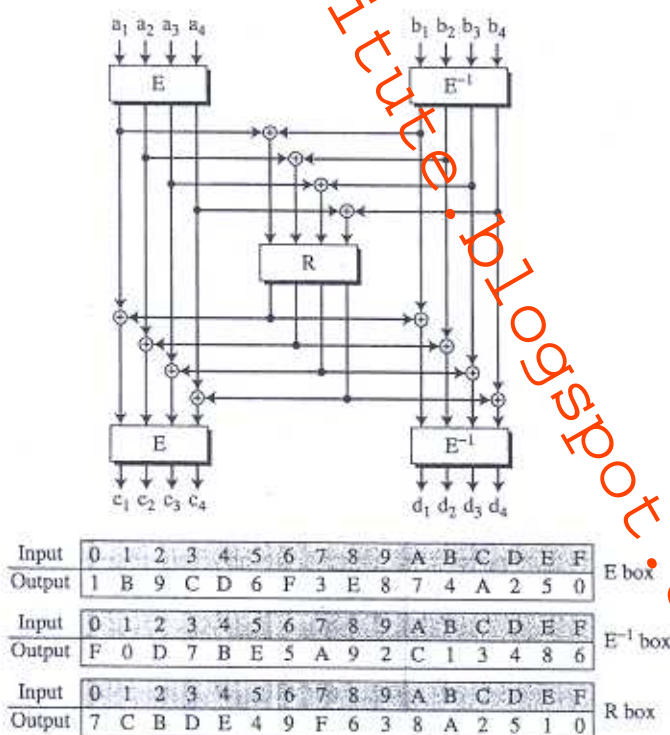 a1 a2 a3 a4 b1 b2 b3 b4
E E−1
R
E E−1
c1 c2 c3 c4 d1 d2 d3 d4
Input 0 1 2 3 4 5 6 7 8 9 A B C D E F
Output 1 B 9 C D 6 F 3 E 8 7 4 A 2 5 0 E box
Input 0 1 2 3 4 5 6 7 8 9 A B C D E F
Output F 0 D 7 B E 5 A 9 2 C 1 3 4 8 6 E−1 box
Input 0 1 2 3 4 5 6 7 8 9 A B C D E F
Output 7 C B D E 4 9 F 6 3 8 A 2 5 1 0 R box
itute.blogspot.